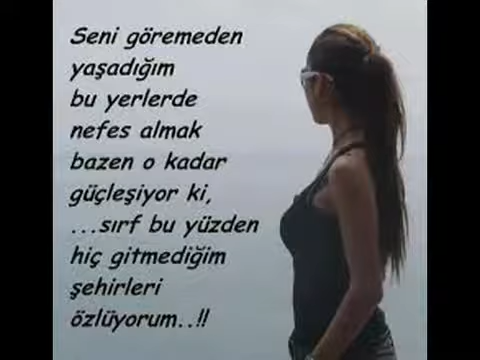 Seni göremeden
yaşadığım
bu yerlerde
nefes almak
bazen o kadar
güçleşiyor ki,
...sırf bu yüzden
hiç gitmediğim
şehirleri
özlüyorum..!!